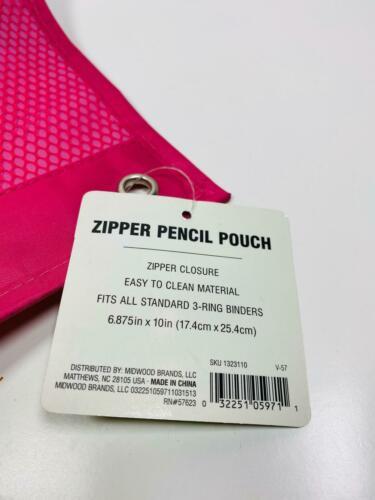 ZIPPER PENCIL POUCH
ZIPPER CLOSURE
EASY TO CLEAN MATERIAL
FITS ALL STANDARD 3-RING BINDERS
6.875in x 10in (17.4cm x 25.4cm)
SKU 1323110 V-57
DISTRIBUTED BY: MIDWOOD BRANDS, LLC
MATTHEWS, NC 28105 USA - MADE IN CHINA
MIDWOOD BRANDS, LLC 032251059711031513
RN#57623
0 32251 05971 1